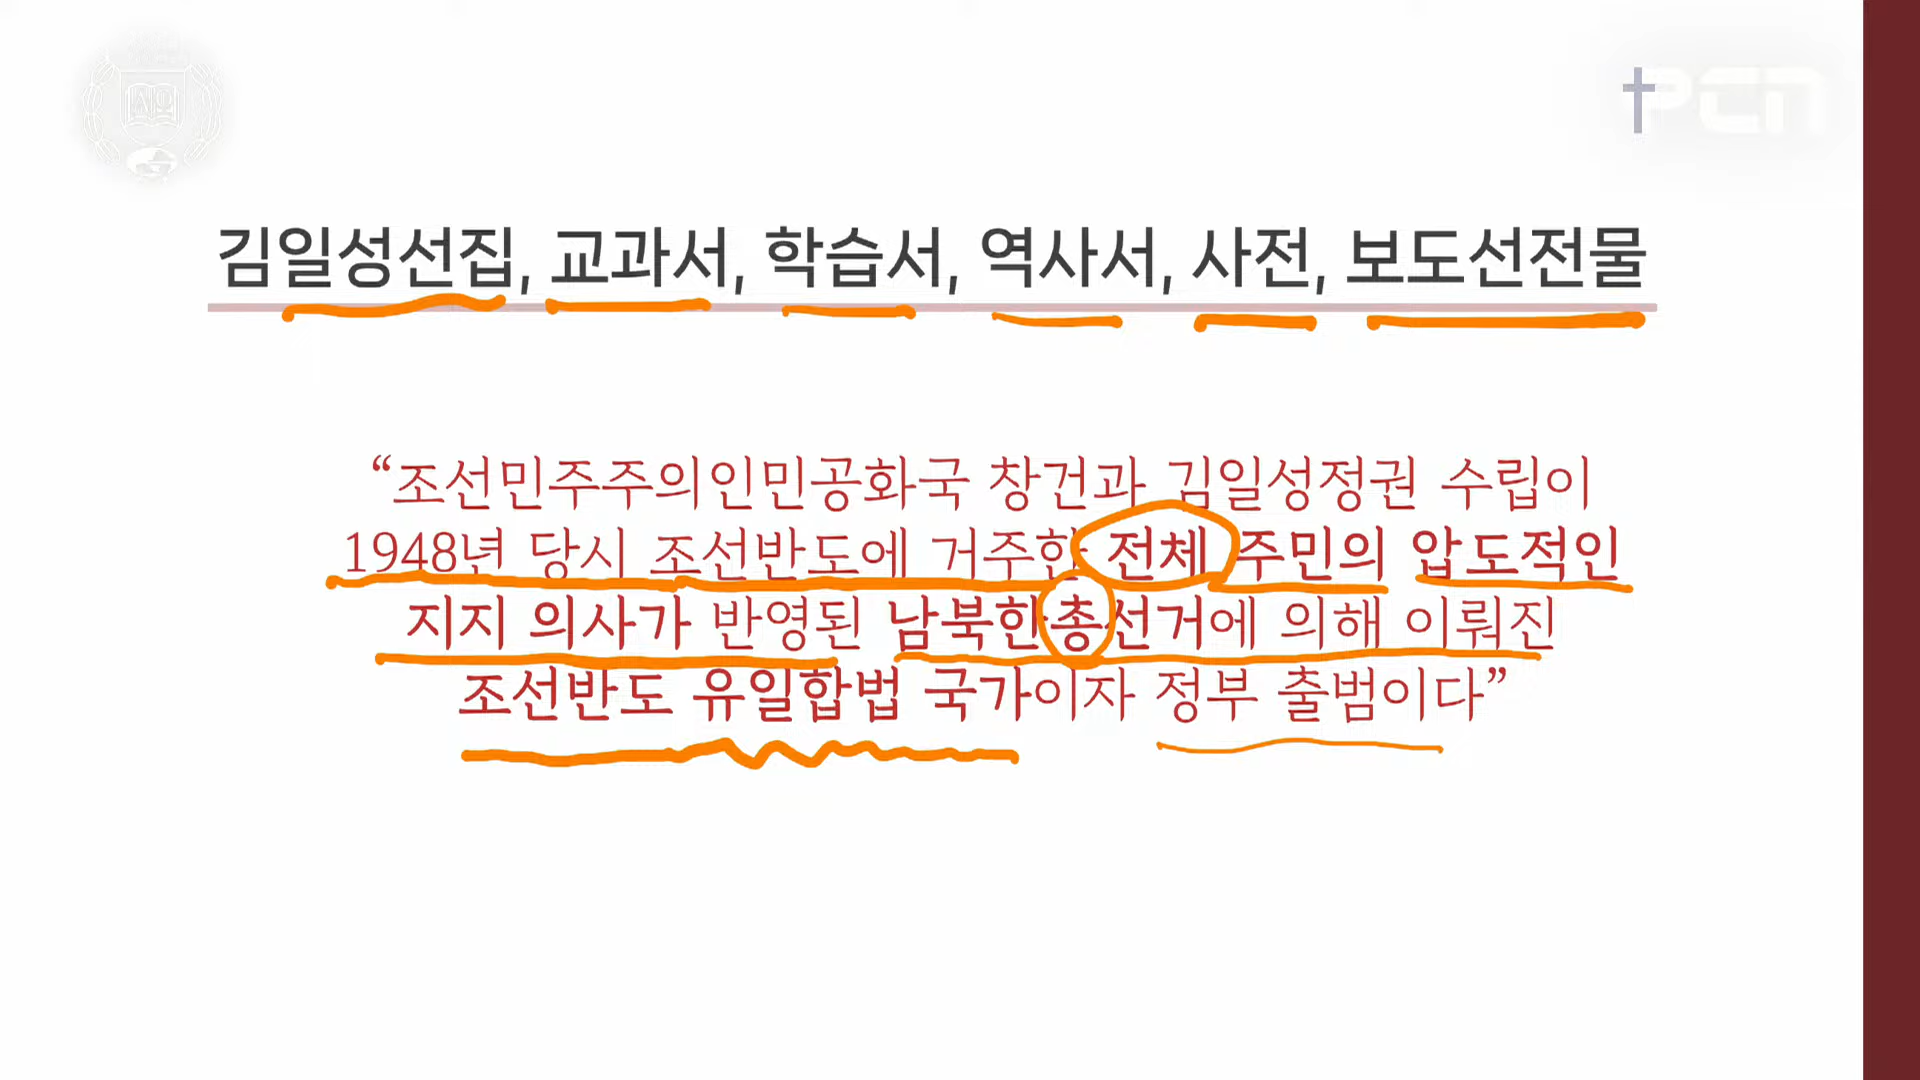 PCN
김일성선집, 교과서, 학습서, 역사서, 사전, 보도선전물
“조선민주주의인민공화국 창건과 김일성정권 수립이
1948년 당시 조선반도에 거주한 전체 주민의 압도적인
지지 의사가 반영된 남북한총선거에 의해 이뤄진
조선반도 유일합법 국가이자 정부 출범이다”